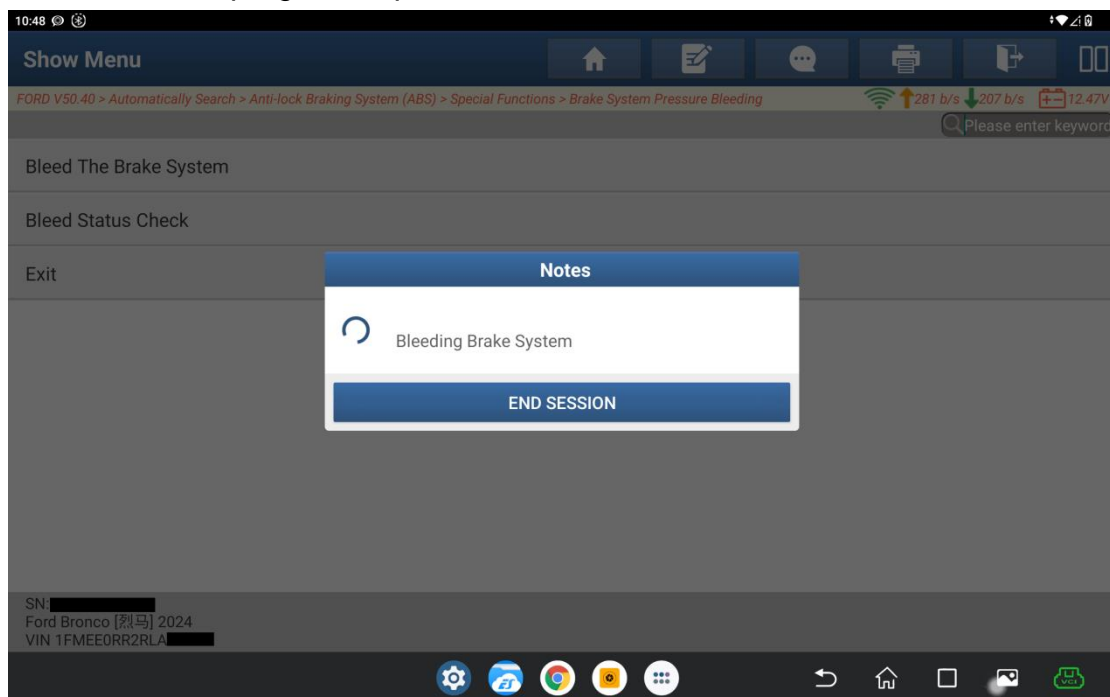 10:48
Show Menu
FORD V50.40 > Automatically Search > Anti-lock Braking System (ABS) > Special Functions > Brake System Pressure Bleeding
281 b/s 207 b/s 12.47V
Please enter keyword
Bleed The Brake System
Bleed Status Check
Exit
Notes
Bleeding Brake System
END SESSION
SN:
Ford Bronco [烈马] 2024
VIN 1FMEE0RR2RLA
VCI